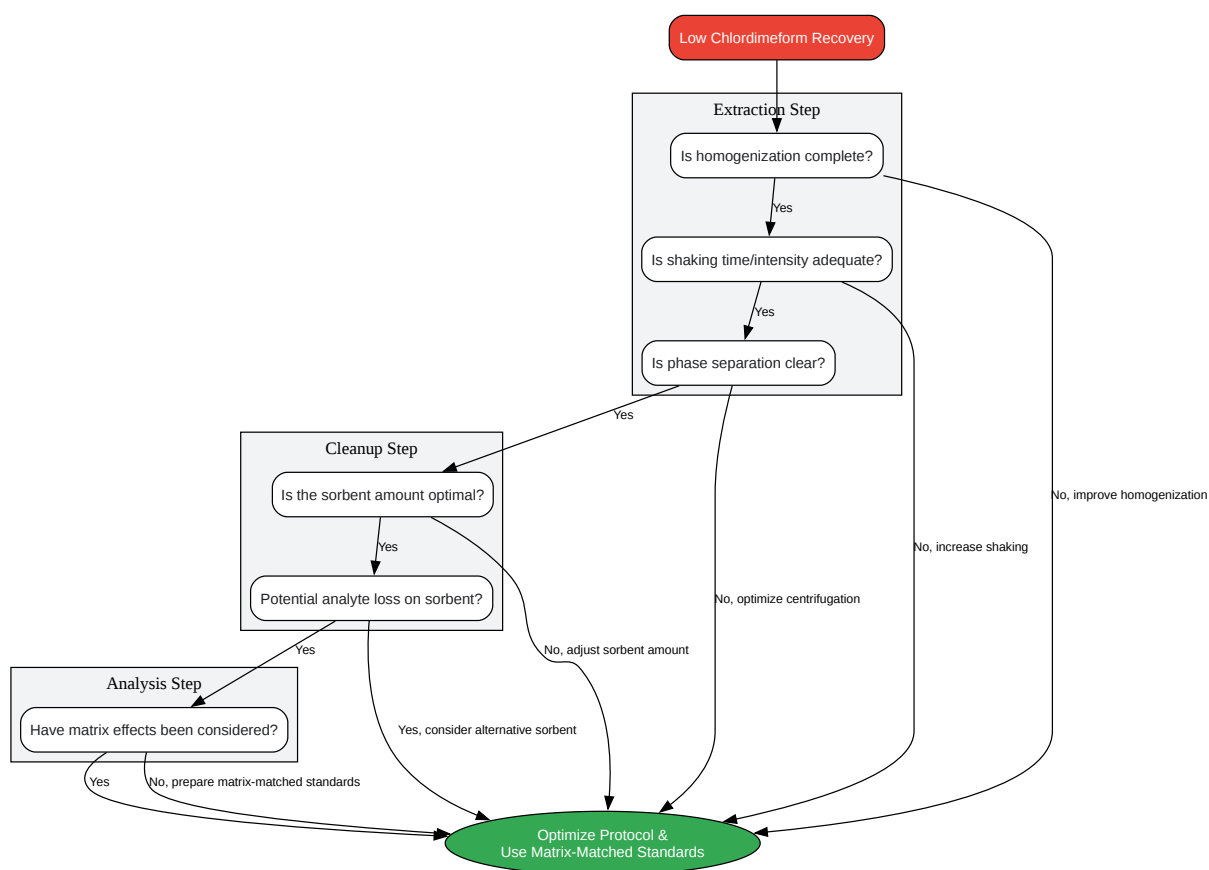 Low Chlordimeform Recovery
Extraction Step
Is homogenization complete?
Yes
Is shaking time/intensity adequate?
Yes
Is phase separation clear?
Yes
Cleanup Step
Is the sorbent amount optimal?
No, improve homogenization
Yes
No, increase shaking
Potential analyte loss on sorbent?
No, optimize centrifugation
Yes
No, adjust sorbent amount
Analysis Step
Have matrix effects been considered?
Yes, consider alternative sorbent
Yes
No, prepare matrix-matched standards
Optimize Protocol &
Use Matrix-Matched Standards